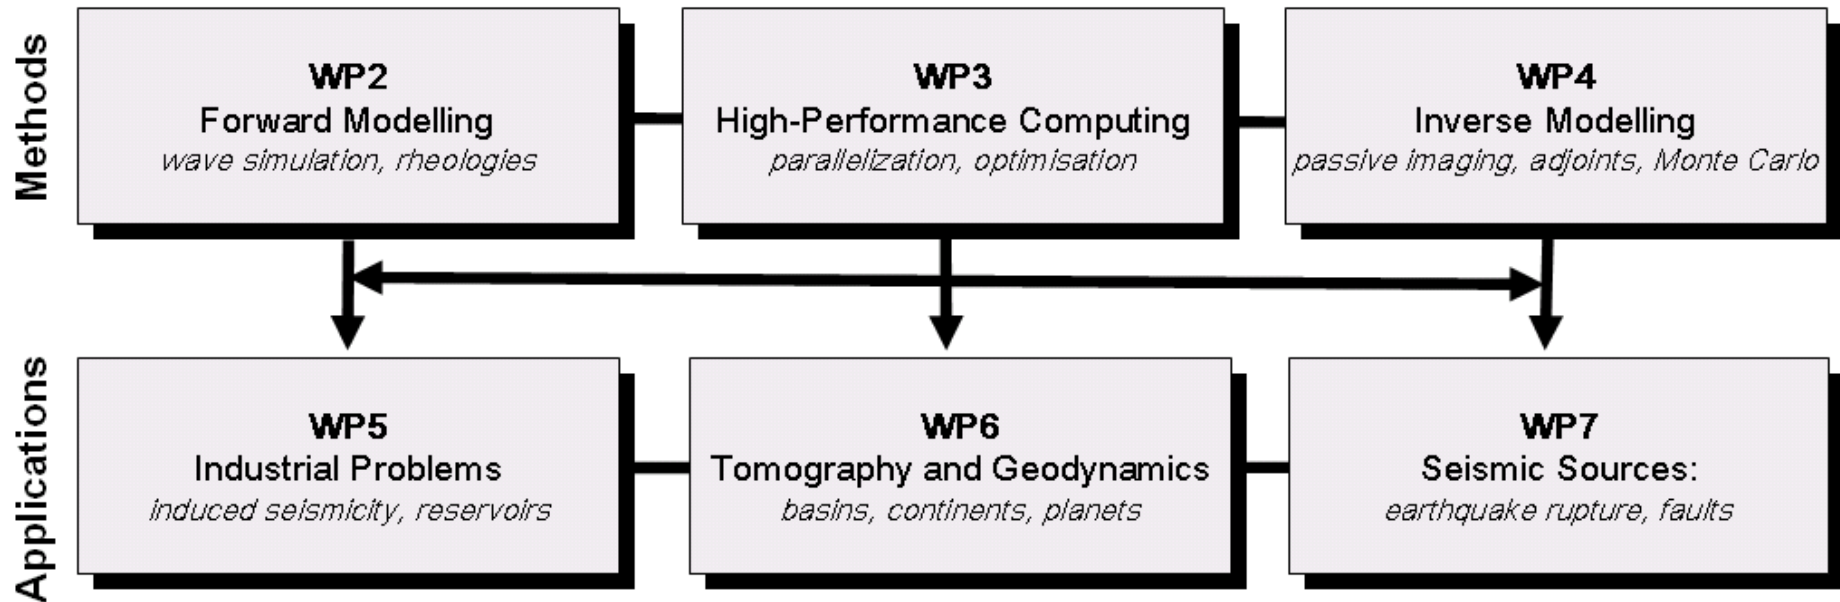 Methods
WP2
Forward Modelling
wave simulation, rheologies
WP3
High-Performance Computing
parallelization, optimisation
WP4
Inverse Modelling
passive imaging, adjoints, Monte Carlo
Applications
WP5
Industrial Problems
induced seismicity, reservoirs
WP6
Tomography and Geodynamics
basins, continents, planets
WP7
Seismic Sources:
earthquake rupture, faults